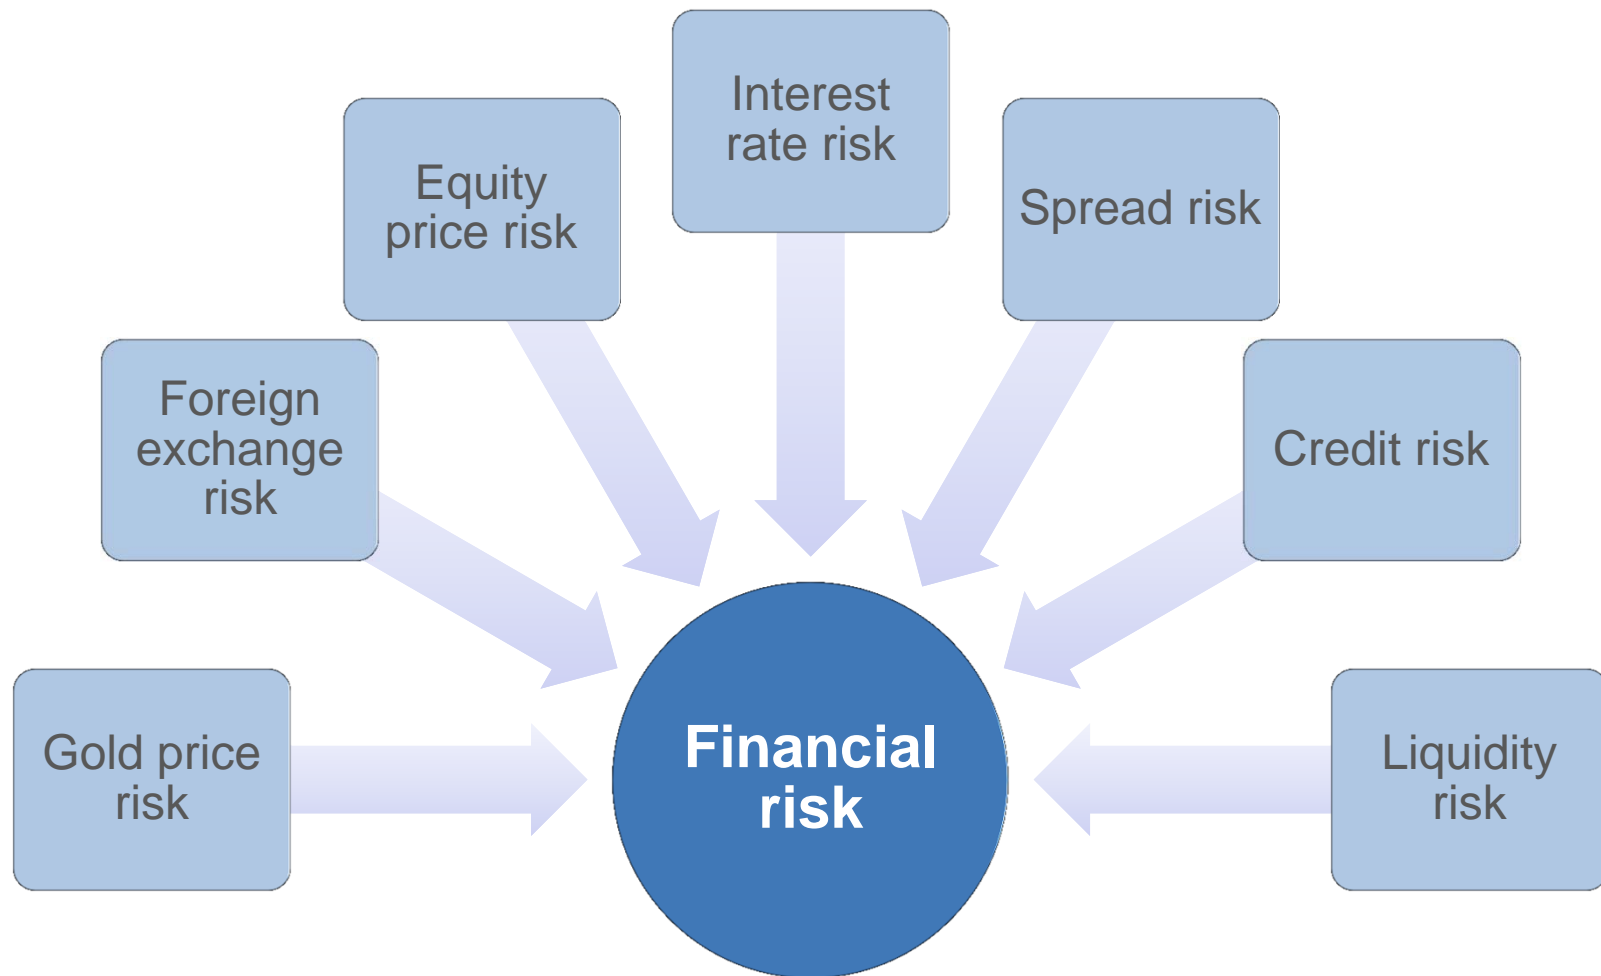 Interest
rate risk
Equity
price risk
Spread risk
Foreign
exchange
risk
Credit risk
Gold price
risk
Financial
risk
Liquidity
risk